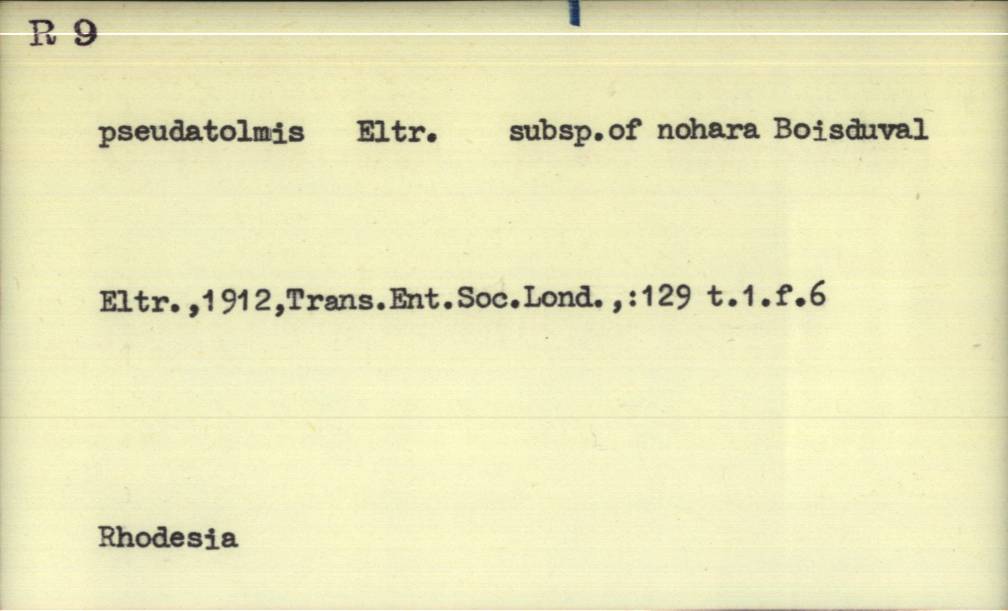 R 9
pseudatolmis Eltr. subsp.of nohara Boisduval
Eltr.,1912,Trans.Ent.Soc.Lond.,:129 t.1.f.6
Rhodesia